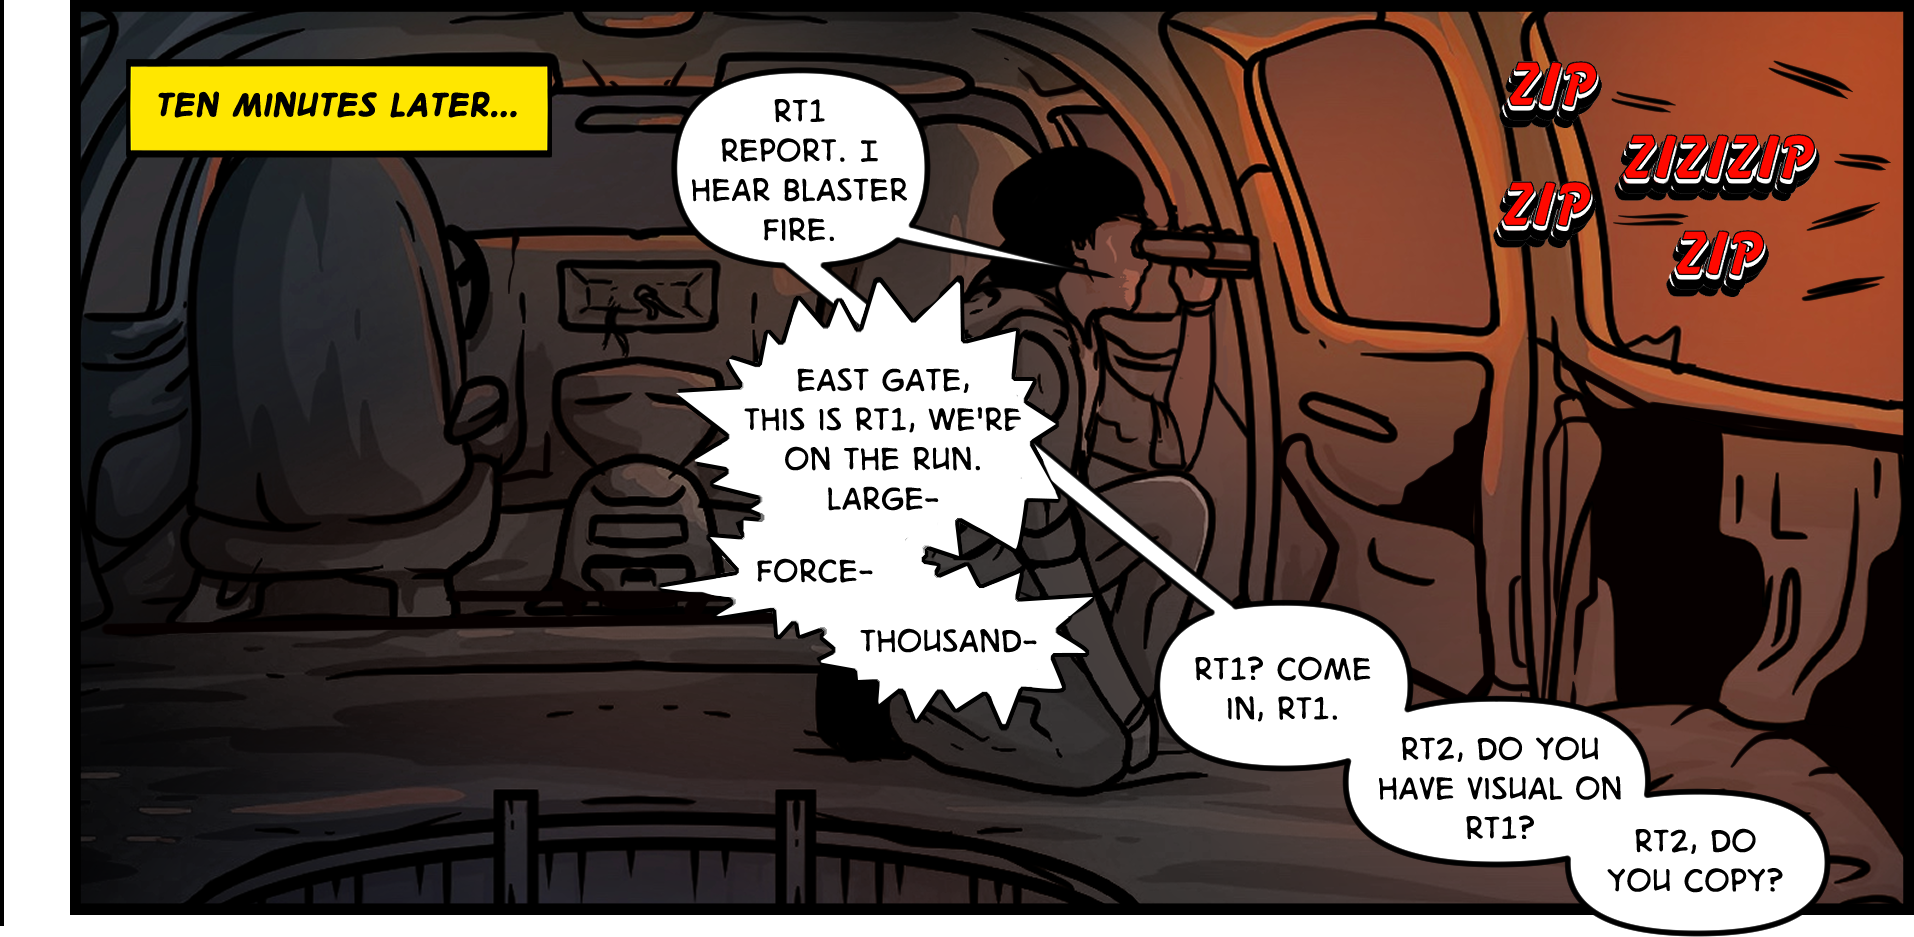 TEN MINUTES LATER...
RT1
REPORT. I
HEAR BLASTER
FIRE.
ZIP
ZIZIZIP
ZIP
ZIP
EAST GATE,
THIS IS RT1, WE'RE
ON THE RUN.
LARGE-
FORCE-
THOUSAND-
RT1? COME
IN, RT1.
RT2, DO YOU
HAVE VISUAL ON
RT1?
RT2, DO
YOU COPY?